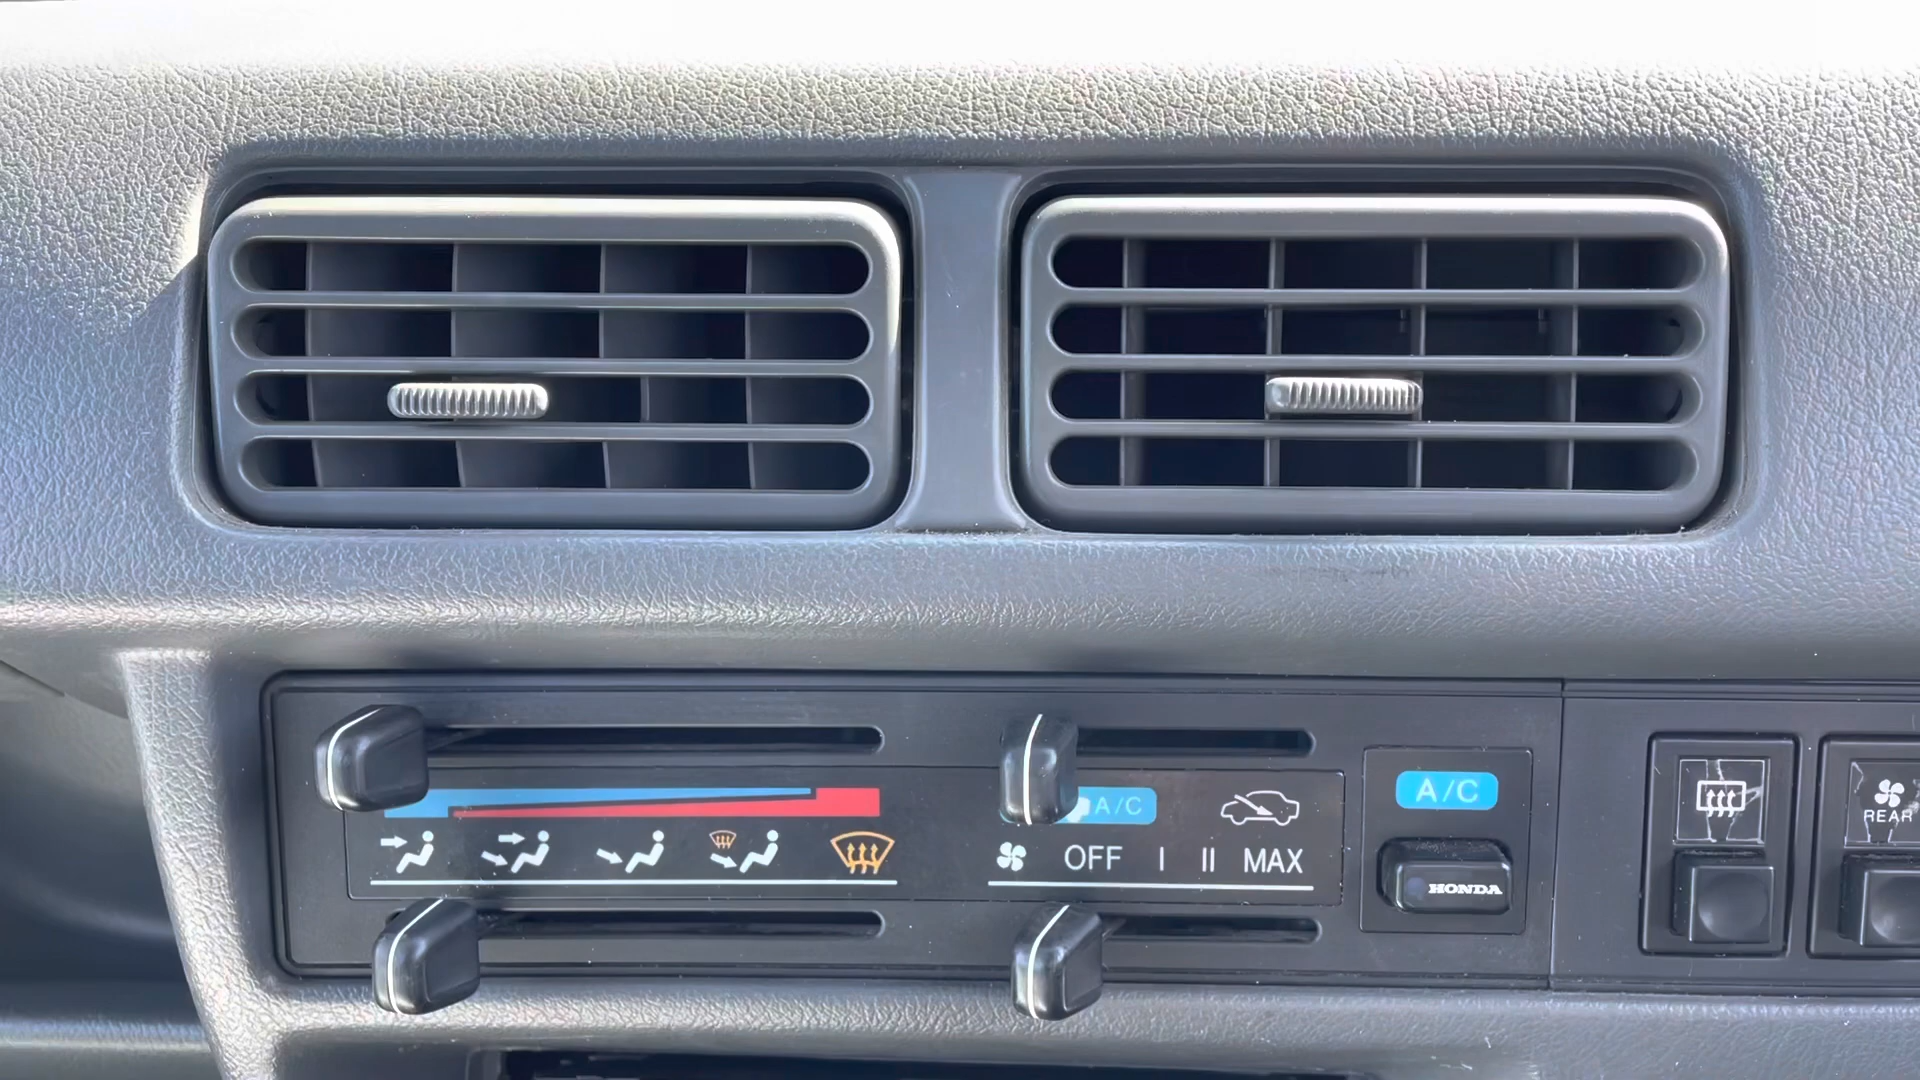 A/C
A/C
OFF I II MAX
HONDA
REAR